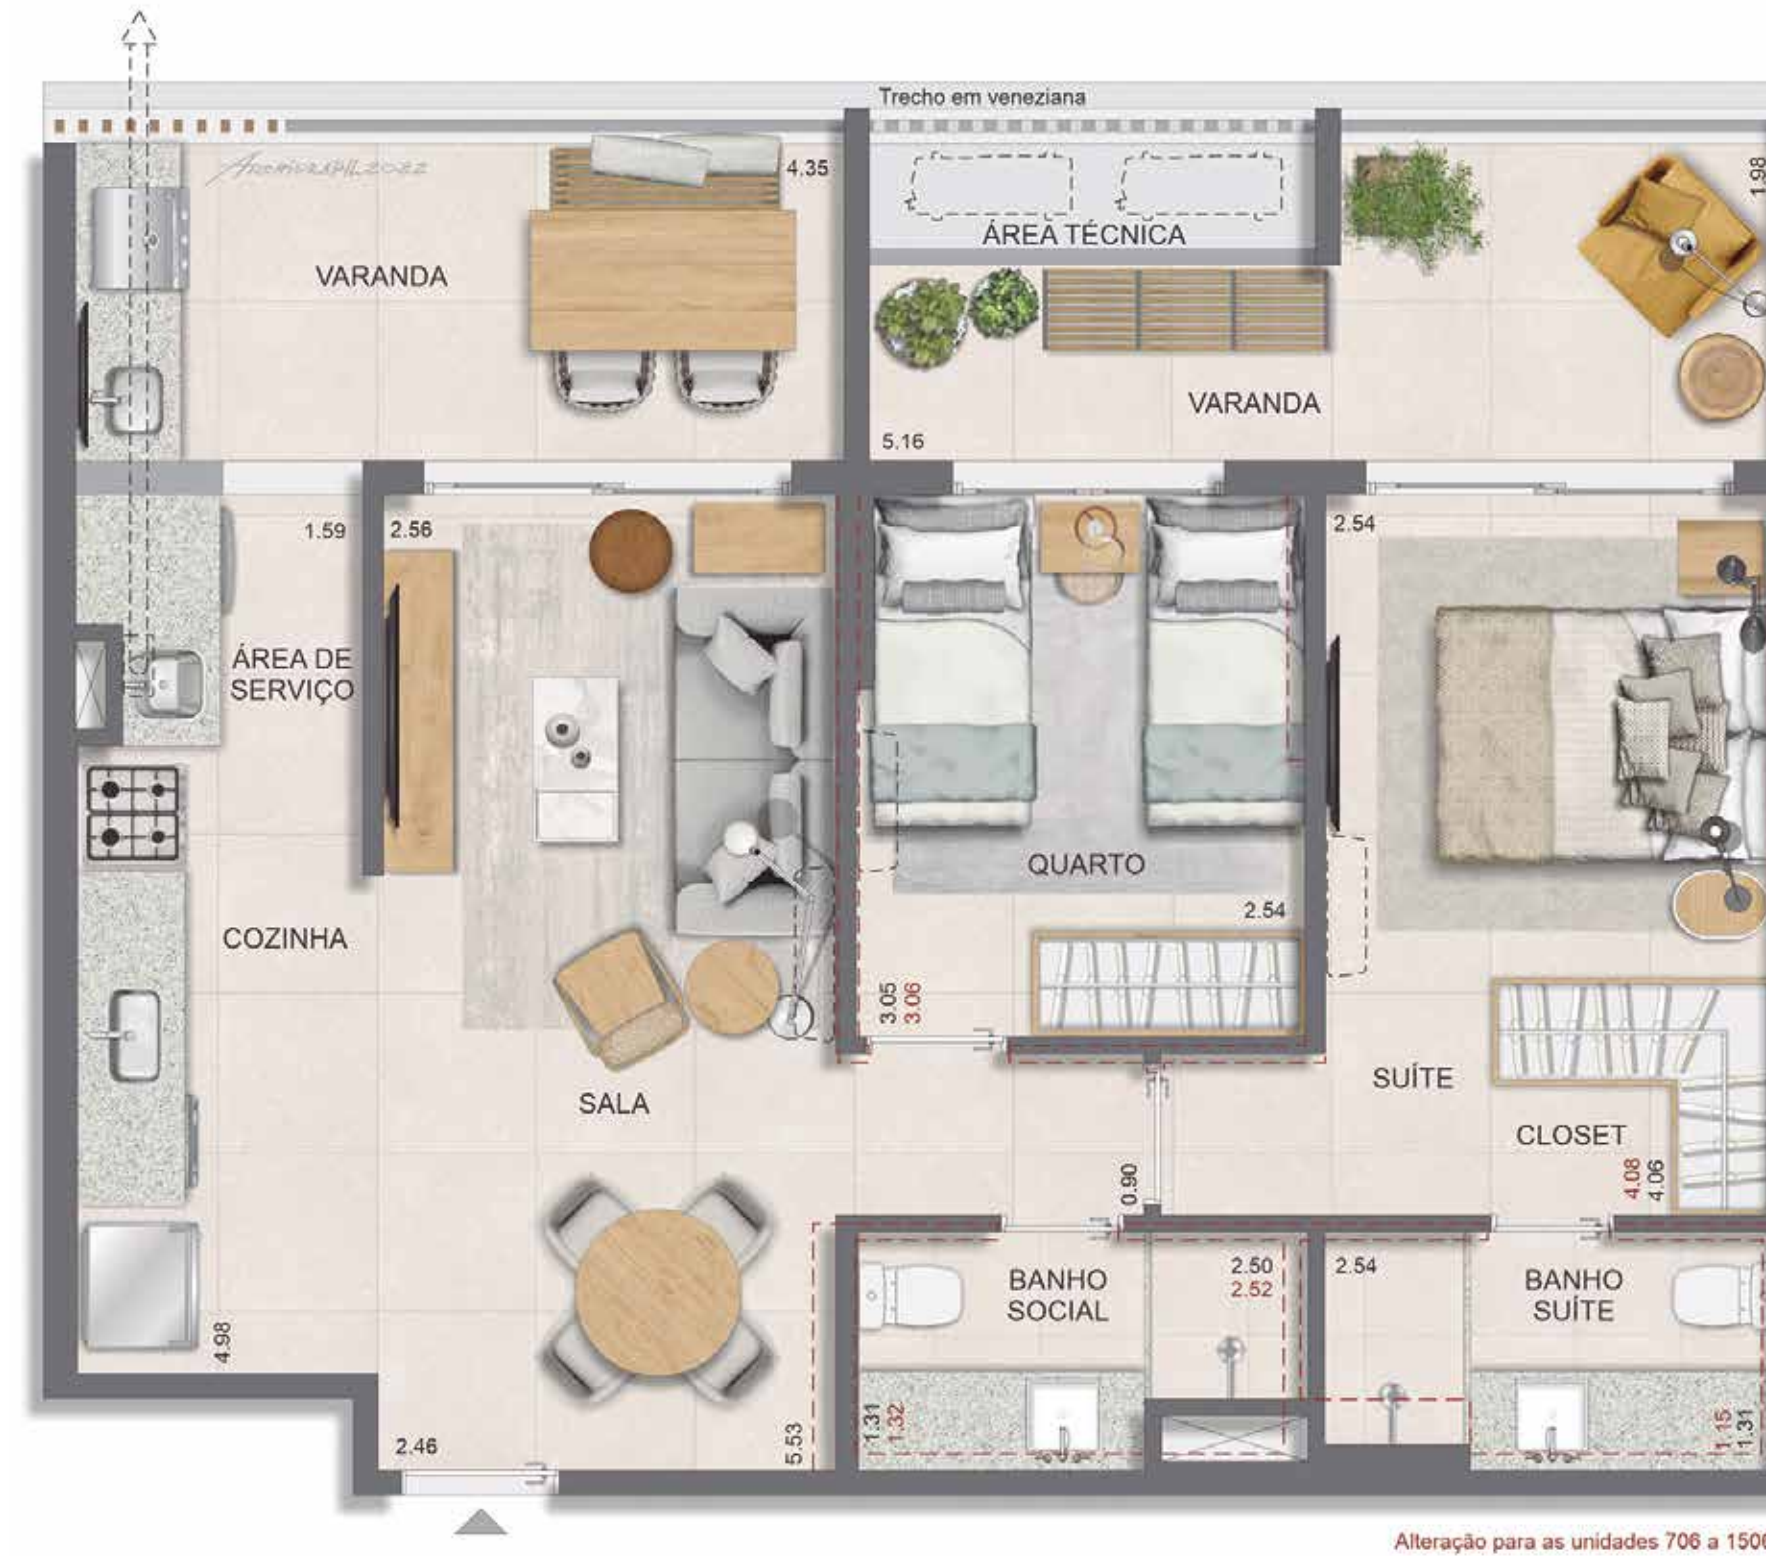 Trecho em veneziana
4.35
1.98
ÁREA TÉCNICA
VARANDA
VARANDA
5.16
1.59
2.56
2.54
ÁREA DE
SERVIÇO
QUARTO
2.54
COZINHA
3.05
3.06
SUÍTE
SALA
CLOSET
0.90
4.08
4.06
2.50
2.52
2.54
BANHO
SOCIAL
BANHO
SUÍTE
4.98
2.46
5.53
1.31
1.32
1.15
1.31
Alteração para as unidades 706 a